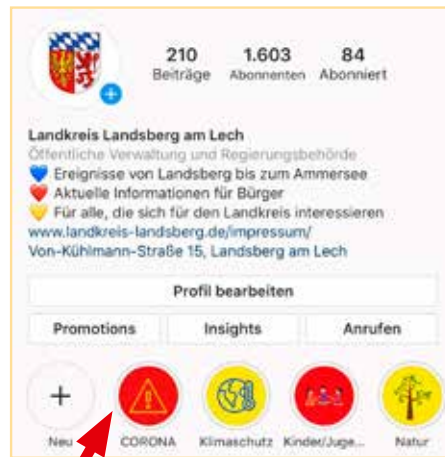 210 1.603 84
Beiträge Abonnenten Abonniert
Landkreis Landsberg am Lech
Öffentliche Verwaltung und Regierungsbehörde
💙 Ereignisse von Landsberg bis zum Ammersee
❤️ Aktuelle Informationen für Bürger
💛 Für alle, die sich für den Landkreis interessieren
www.landkreis-landsberg.de/impressum/
Von-Kühlmann-Straße 15, Landsberg am Lech
Profil bearbeiten
Promotions Insights Anrufen
Neu CORONA Klimaschutz Kinder/Juge... Natur